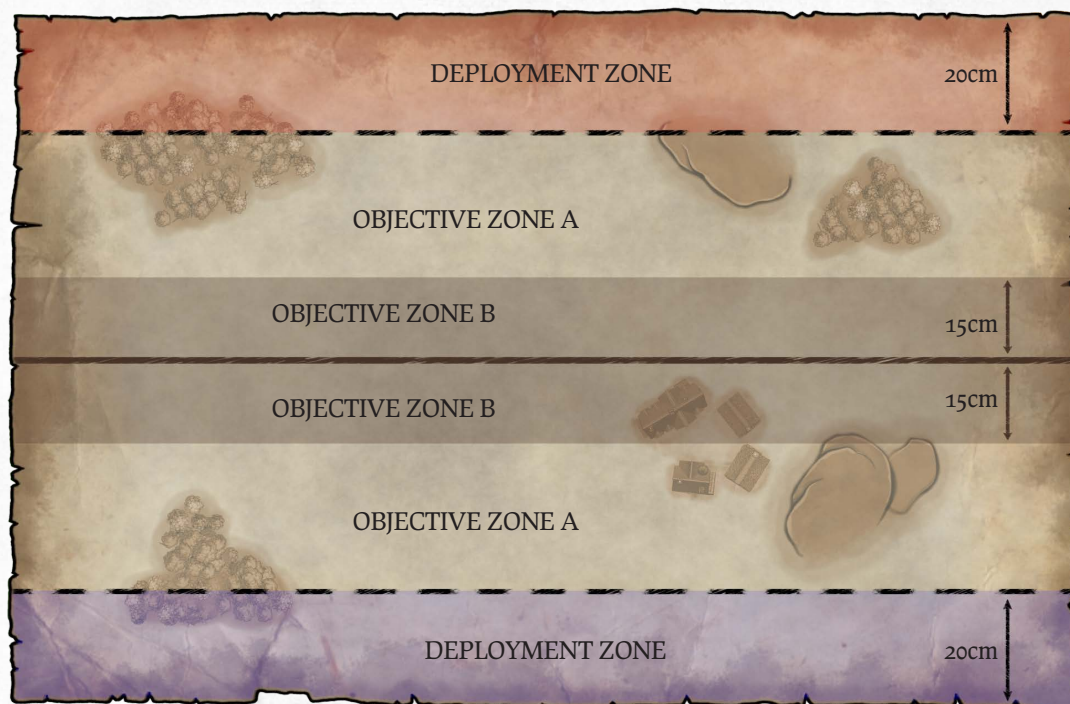 DEPLOYMENT ZONE
20cm
OBJECTIVE ZONE A
OBJECTIVE ZONE B
15cm
OBJECTIVE ZONE B
15cm
OBJECTIVE ZONE A
DEPLOYMENT ZONE
20cm